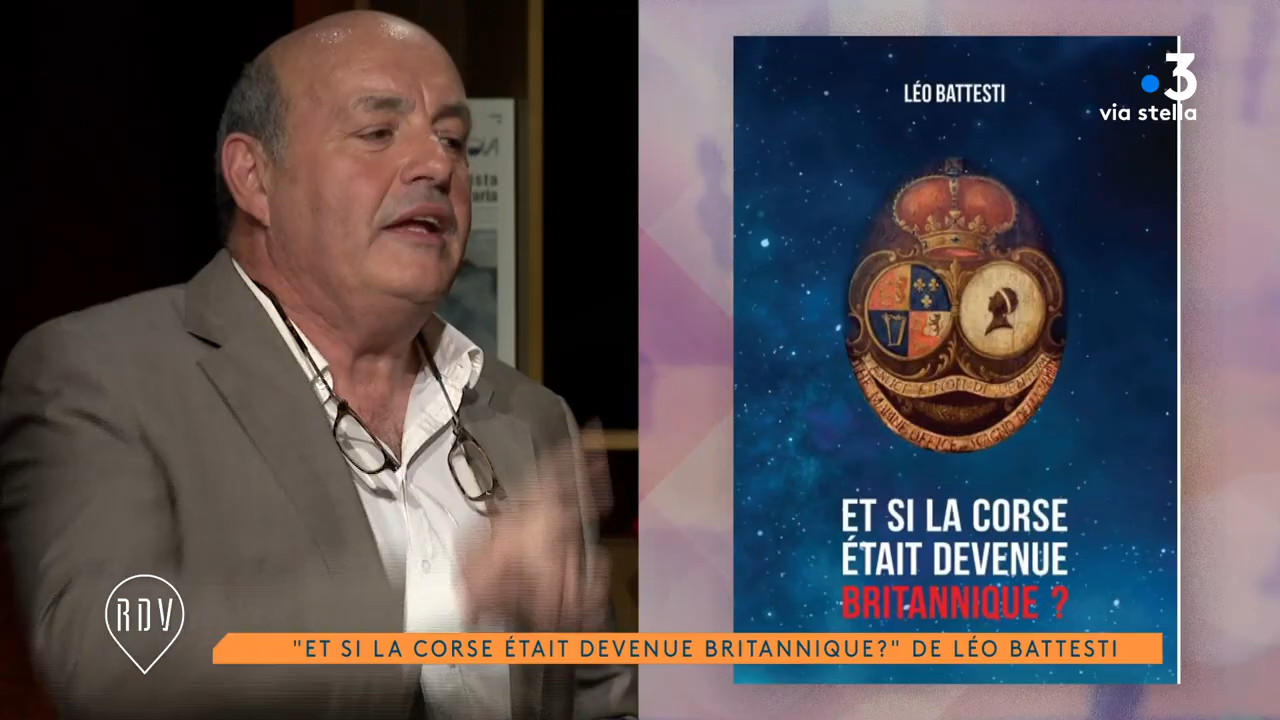 3
via stella
LÉO BATTESTI
ET SI LA CORSE
ÉTAIT DEVENUE
BRITANNIQUE ?
RDV
"ET SI LA CORSE ÉTAIT DEVENUE BRITANNIQUE?" DE LÉO BATTESTI